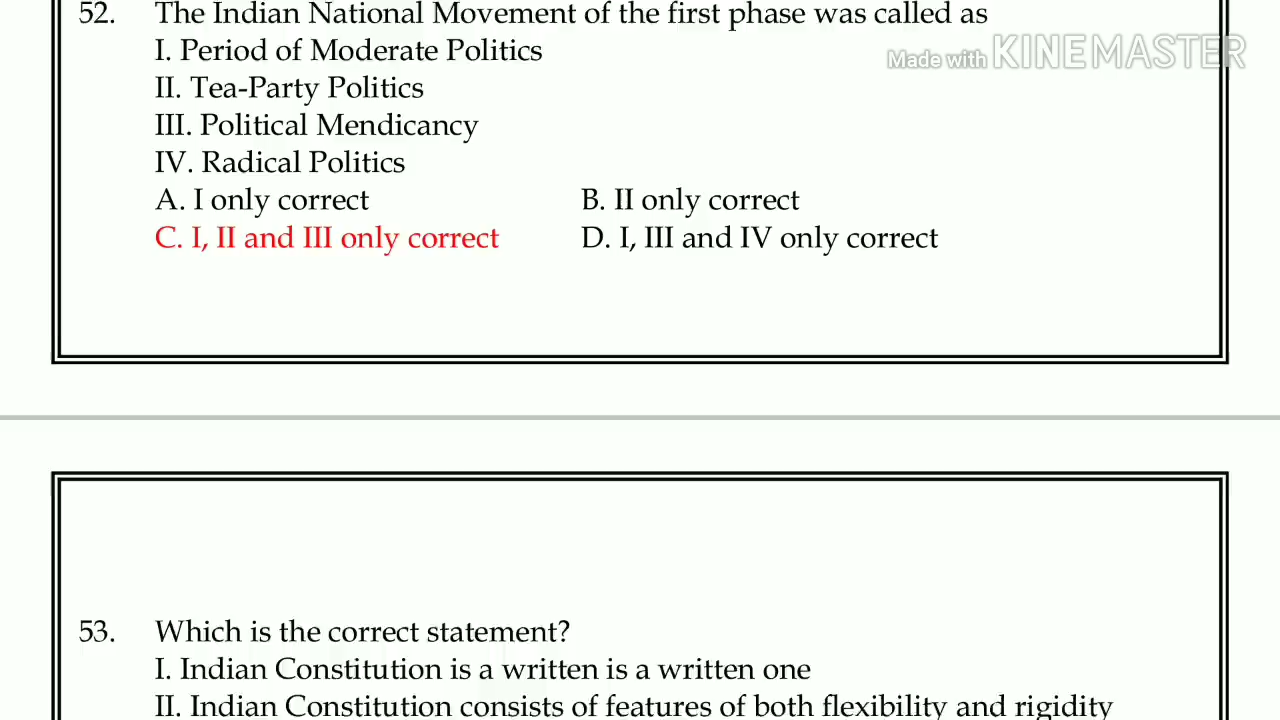 52. The Indian National Movement of the first phase was called as
I. Period of Moderate Politics
Made with KINEMASTER
II. Tea-Party Politics
III. Political Mendicancy
IV. Radical Politics
A. I only correct B. II only correct
C. I, II and III only correct D. I, III and IV only correct
53. Which is the correct statement?
I. Indian Constitution is a written is a written one
II. Indian Constitution consists of features of both flexibility and rigidity